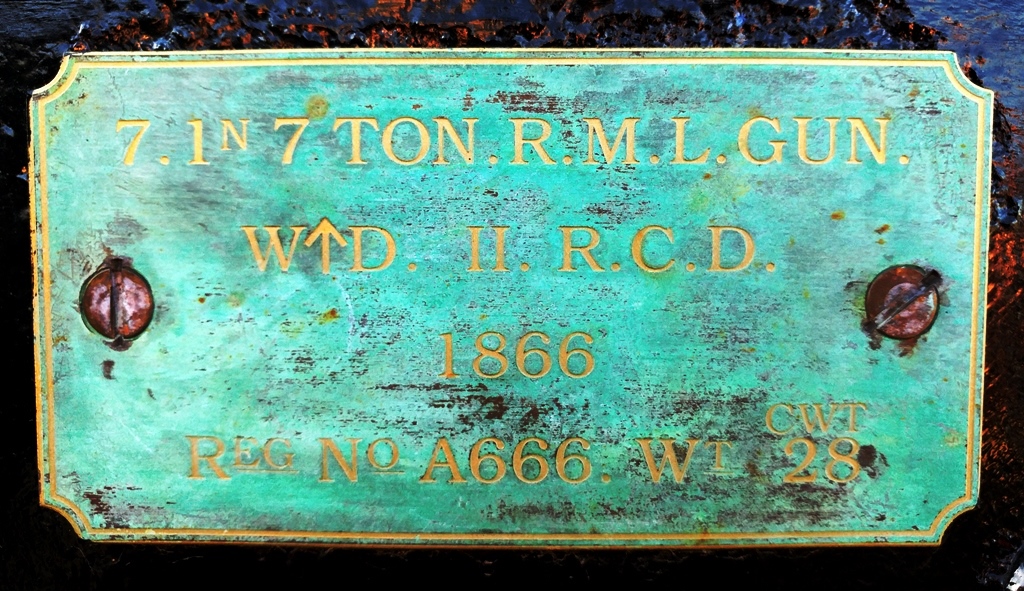 7. 1N 7 TON. R. M. L. GUN.
W↑D. II. R. C. D.
1866
REG NO A666. WT 28 CWT